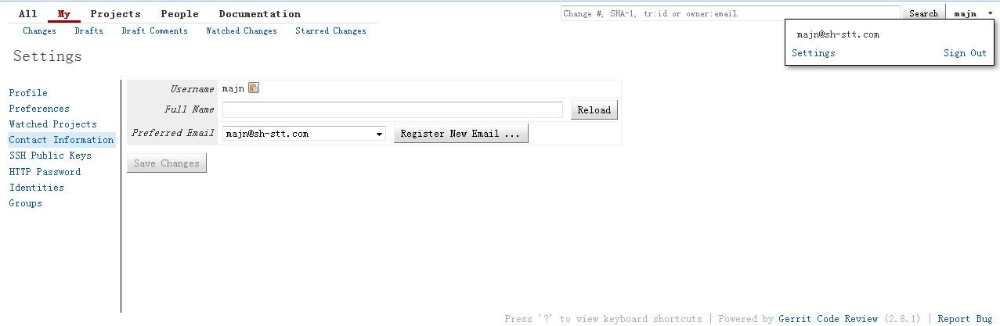 All My Projects People Documentation
Change #, SHA-1, tr:id or owner:email Search majn
Changes Drafts Draft Comments Watched Changes Starred Changes
majn@sh-stt.com
Settings Sign Out
Settings
Profile
Preferences
Watched Projects
Contact Information
SSH Public Keys
HTTP Password
Identities
Groups
Username majn
Full Name Reload
Preferred Email majn@sh-stt.com Register New Email ...
Save Changes
Press '?' to view keyboard shortcuts | Powered by Gerrit Code Review (2.8.1) | Report Bug